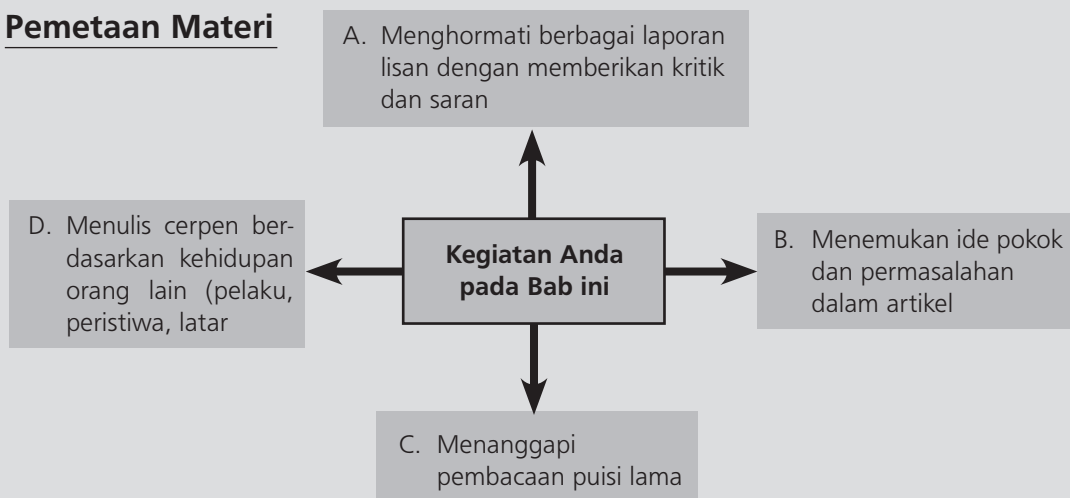 Pemetaan Materi
A. Menghormati berbagai laporan
lisan dengan memberikan kritik
dan saran
D. Menulis cerpen ber-
dasarkan kehidupan
orang lain (pelaku,
peristiwa, latar
Kegiatan Anda
pada Bab ini
B. Menemukan ide pokok
dan permasalahan
dalam artikel
C. Menanggapi
pembacaan puisi lama